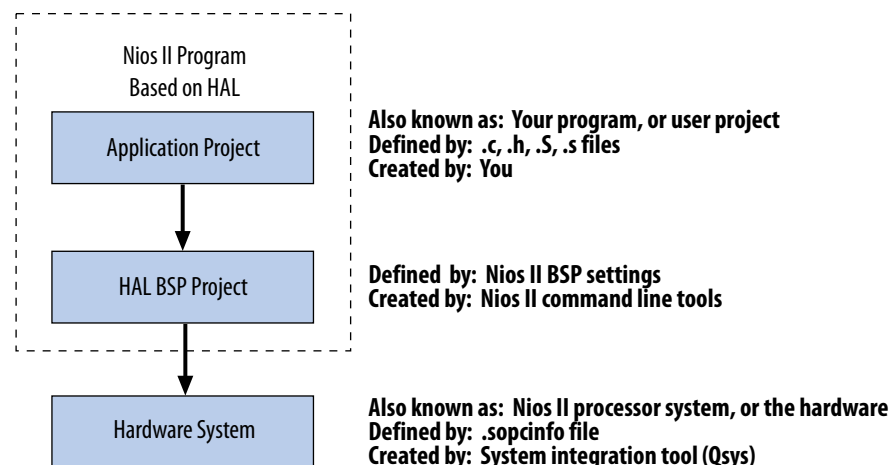 Nios II Program
Based on HAL
Application Project
Also known as: Your program, or user project
Defined by: .c, .h, .S, .s files
Created by: You
HAL BSP Project
Defined by: Nios II BSP settings
Created by: Nios II command line tools
Hardware System
Also known as: Nios II processor system, or the hardware
Defined by: .sopcinfo file
Created by: System integration tool (Qsys)